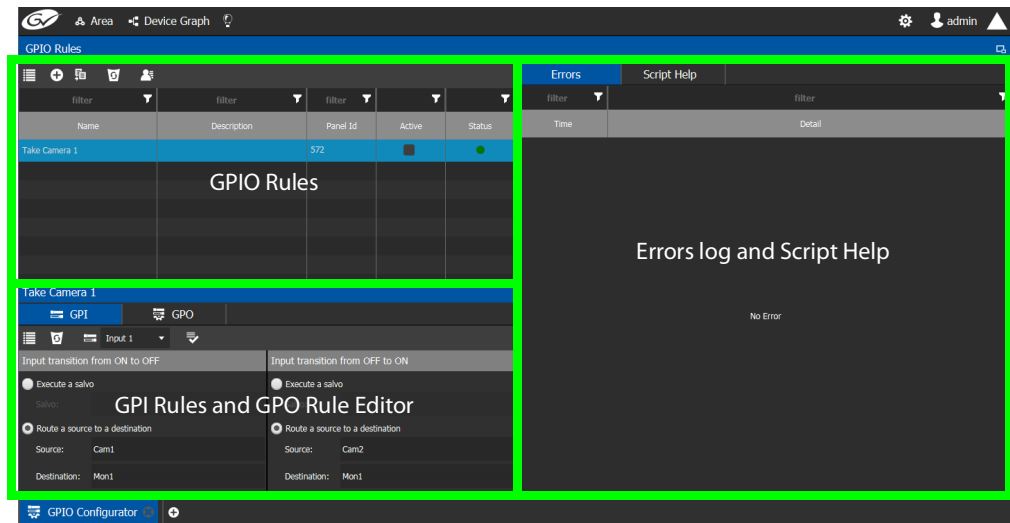 GV Area Device Graph admin
GPIO Rules
filter filter filter
Name Description Panel Id Active Status
Take Camera 1 572
GPIO Rules
Errors Script Help
filter filter
Time Detail
Errors log and Script Help
No Error
Take Camera 1
GPI GPO
Input 1
Input transition from ON to OFF Input transition from OFF to ON
Execute a salvo Execute a salvo
Salvo:
GPI Rules and GPO Rule Editor
Route a source to a destination Route a source to a destination
Source: Cam1 Source: Cam2
Destination: Mon1 Destination: Mon1
GPIO Configurator